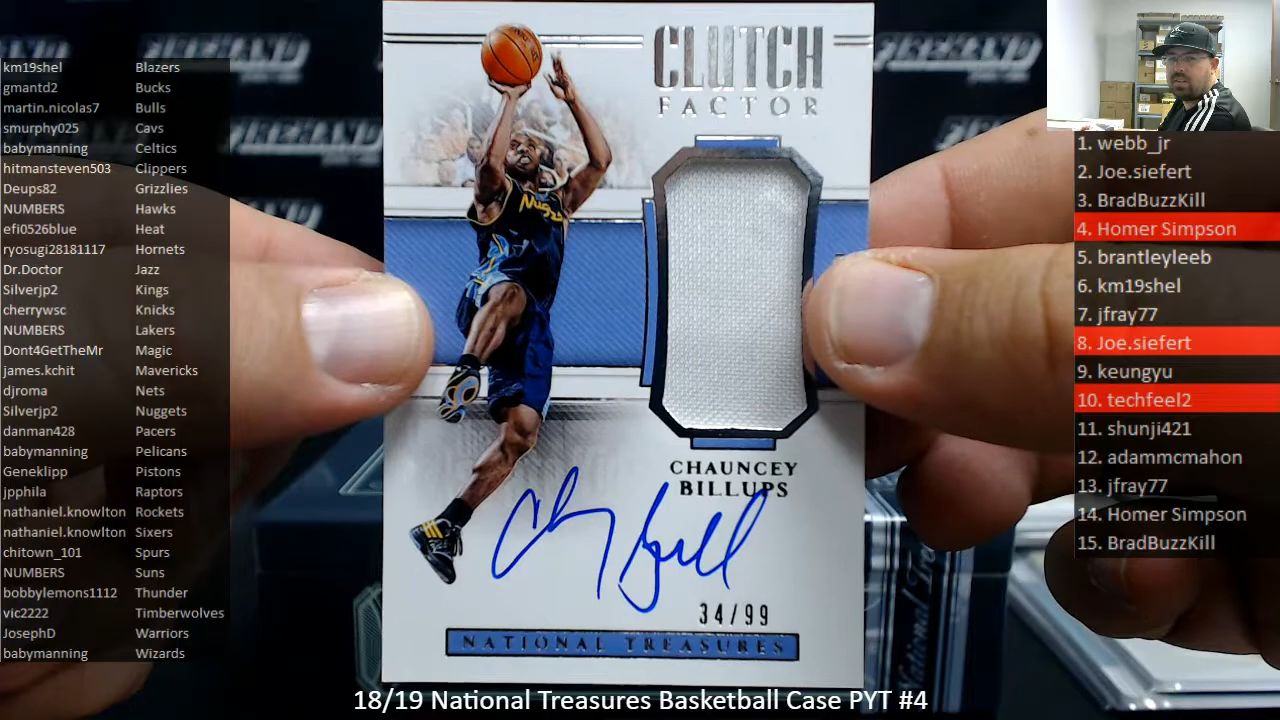 km19shel Blazers
gmantd2 Bucks
martin.nicolas7 Bulls
smurphy025 Cavs
babymanning Celtics
hitmansteven503 Clippers
Deups82 Grizzlies
NUMBERS Hawks
efi0526blue Heat
ryosugi28181117 Hornets
Dr.Doctor Jazz
Silverjp2 Kings
cherrywsc Knicks
NUMBERS Lakers
Dont4GetTheMr Magic
james.kchit Mavericks
djroma Nets
Silverjp2 Nuggets
danman428 Pacers
babymanning Pelicans
Geneklipp Pistons
jpphila Raptors
nathaniel.knowlton Rockets
nathaniel.knowlton Sixers
chitown_101 Spurs
NUMBERS Suns
bobbylemons1112 Thunder
vic2222 Timberwolves
JosephD Warriors
babymanning Wizards
CLUTCH
FACTOR
CHAUNCEY
BILLUPS
34/99
NATIONAL TREASURES
1. webb_jr
2. Joe.siefert
3. BradBuzzKill
4. Homer Simpson
5. brantleyleeb
6. km19shel
7. jfray77
8. Joe.siefert
9. keungyu
10. techfeel2
11. shunji421
12. adammcmahon
13. jfray77
14. Homer Simpson
15. BradBuzzKill
18/19 National Treasures Basketball Case PYT #4